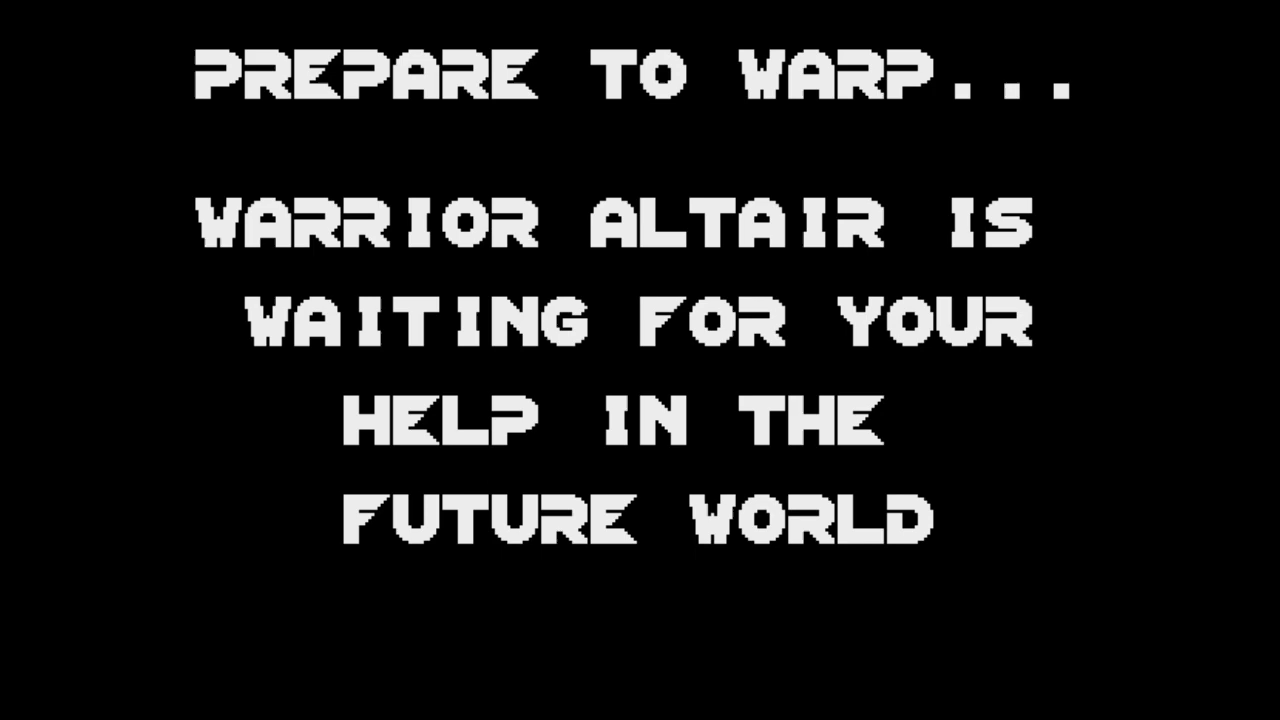 PREPARE TO WARP...
WARRIOR ALTAIR IS
WAITING FOR YOUR
HELP IN THE
FUTURE WORLD